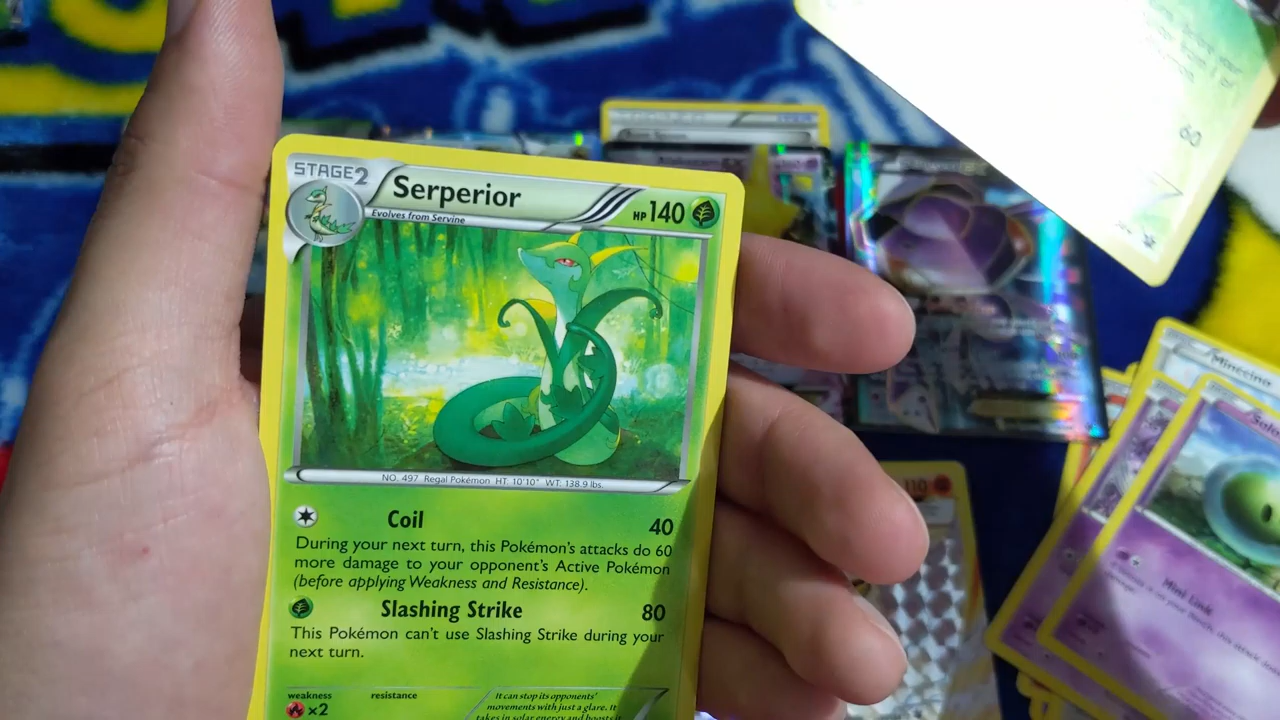 STAGE2
Serperior
HP 140
Evolves from Servine
NO. 497 Regal Pokémon HT. 10'10" WT. 138.9 lbs.
Coil 40
During your next turn, this Pokémon's attacks do 60
more damage to your opponent's Active Pokémon
(before applying Weakness and Resistance).
Slashing Strike 80
This Pokémon can't use Slashing Strike during your
next turn.
weakness resistance
×2
It can stop its opponents'
movements with just a glare. It
takes in solar energy and boosts it
60
110
Minccino
Mini Link